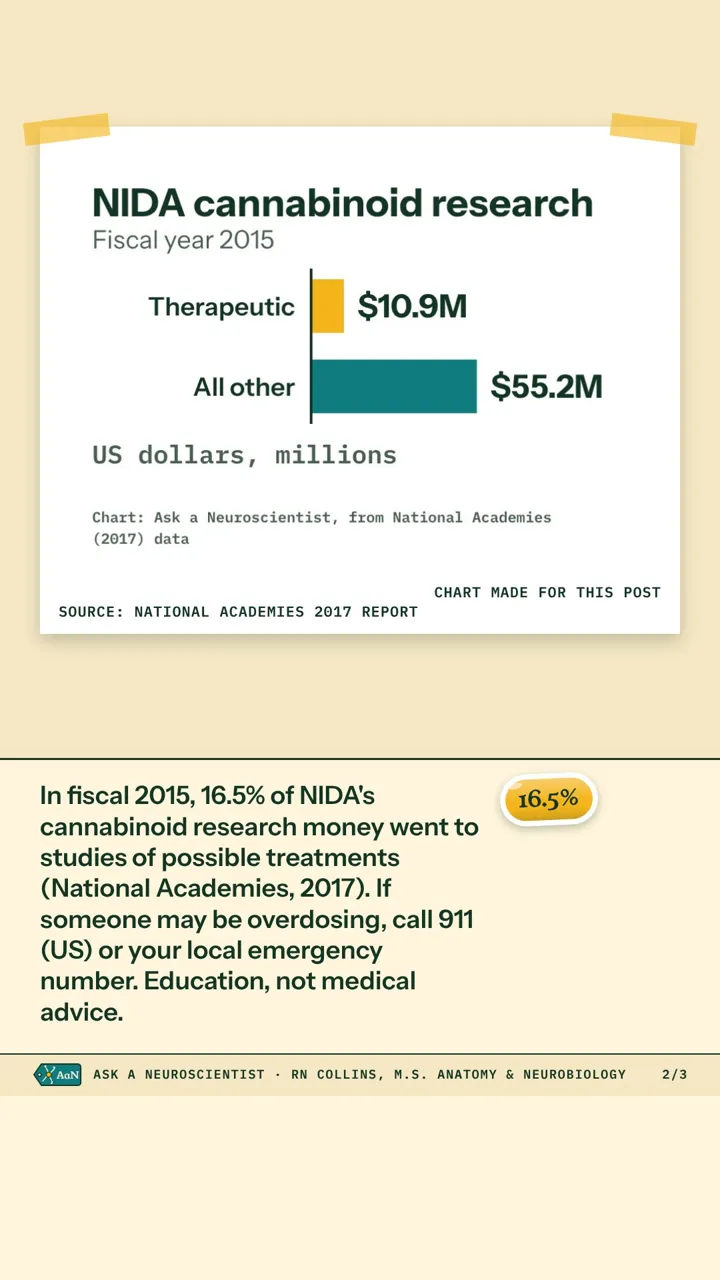 NIDA cannabinoid research
Fiscal year 2015
Therapeutic $10.9M
All other $55.2M
US dollars, millions
Chart: Ask a Neuroscientist, from National Academies
(2017) data
CHART MADE FOR THIS POST
SOURCE: NATIONAL ACADEMIES 2017 REPORT
In fiscal 2015, 16.5% of NIDA's
cannabinoid research money went to
studies of possible treatments
(National Academies, 2017). If
someone may be overdosing, call 911
(US) or your local emergency
number. Education, not medical
advice.
16.5%
AaN ASK A NEUROSCIENTIST · RN COLLINS, M.S. ANATOMY & NEUROBIOLOGY 2/3